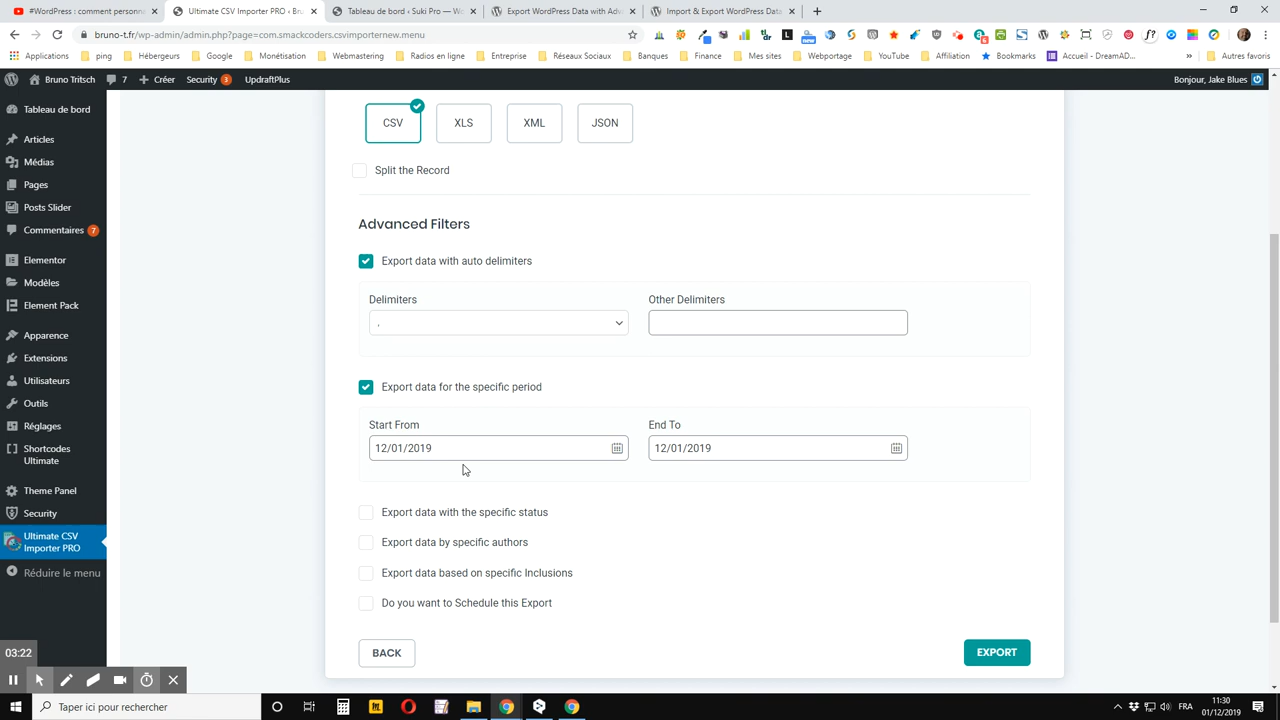 #WordPress : comment personn
Ultimate CSV Importer PRO ‹ Bru
Tableau de bord ‹ Suki Pro — Wo
Export WordPress Data with Adva
Import & Export WordPress Data
bruno-t.fr/wp-admin/admin.php?page=com.smackcoders.csvimporternew.menu
Applications
ping
Hébergeurs
Google
Monétisation
Webmastering
Radios en ligne
Entreprise
Réseaux Sociaux
Banques
Finance
Mes sites
Webportage
YouTube
Affiliation
Bookmarks
Accueil - DreamAD...
»
Autres favoris
Bruno Tritsch
7
Créer
Security 3
UpdraftPlus
Bonjour, Jake Blues
Tableau de bord
Articles
Médias
Pages
Posts Slider
Commentaires 7
Elementor
Modèles
Element Pack
Apparence
Extensions
Utilisateurs
Outils
Réglages
Shortcodes
Ultimate
Theme Panel
Security
Ultimate CSV
Importer PRO
Réduire le menu
CSV
XLS
XML
JSON
Split the Record
Advanced Filters
Export data with auto delimiters
Delimiters
Other Delimiters
,
Export data for the specific period
Start From
End To
12/01/2019
12/01/2019
Export data with the specific status
Export data by specific authors
Export data based on specific Inclusions
Do you want to Schedule this Export
BACK
EXPORT
03:22
Taper ici pour rechercher
FRA
11:30
01/12/2019